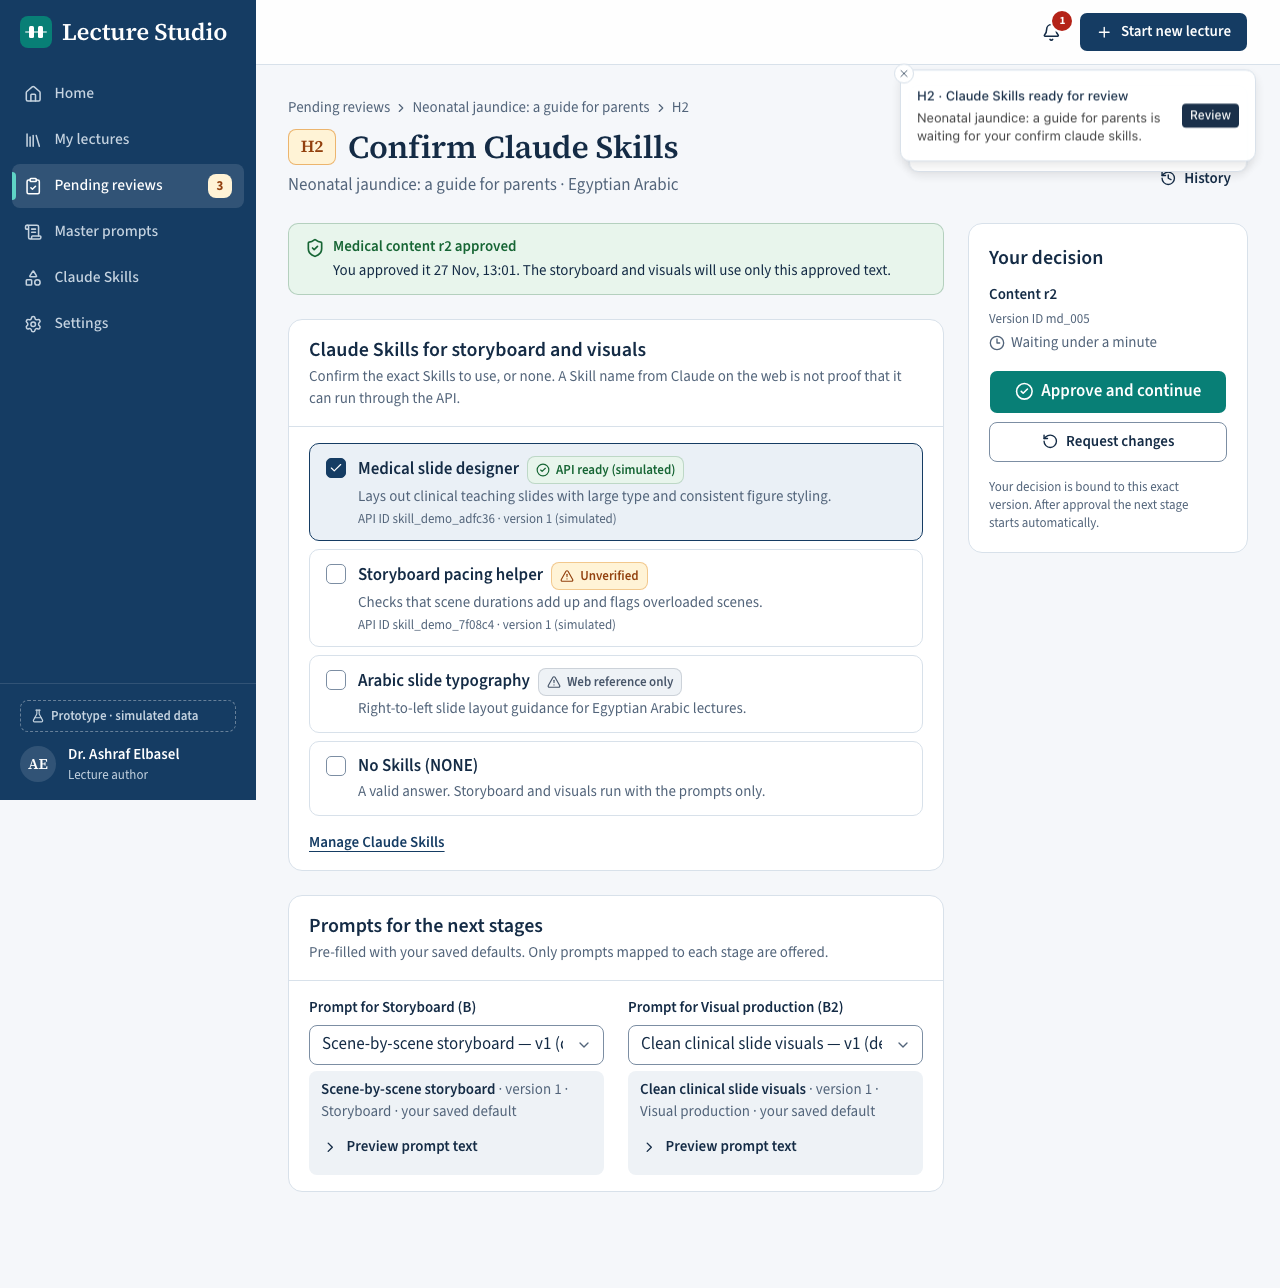 Lecture Studio
Home
My lectures
Pending reviews
3
Master prompts
Claude Skills
Settings
Prototype · simulated data
AE
Dr. Ashraf Elbasel
Lecture author
1
Start new lecture
H2 · Claude Skills ready for review
Neonatal jaundice: a guide for parents is
waiting for your confirm claude skills.
Review
Pending reviews > Neonatal jaundice: a guide for parents > H2
H2
Confirm Claude Skills
Neonatal jaundice: a guide for parents · Egyptian Arabic
History
Medical content r2 approved
You approved it 27 Nov, 13:01. The storyboard and visuals will use only this approved text.
Claude Skills for storyboard and visuals
Confirm the exact Skills to use, or none. A Skill name from Claude on the web is not proof that it
can run through the API.
Medical slide designer
API ready (simulated)
Lays out clinical teaching slides with large type and consistent figure styling.
API ID skill_demo_adfc36 · version 1 (simulated)
Storyboard pacing helper
Unverified
Checks that scene durations add up and flags overloaded scenes.
API ID skill_demo_7f08c4 · version 1 (simulated)
Arabic slide typography
Web reference only
Right-to-left slide layout guidance for Egyptian Arabic lectures.
No Skills (NONE)
A valid answer. Storyboard and visuals run with the prompts only.
Manage Claude Skills
Your decision
Content r2
Version ID md_005
Waiting under a minute
Approve and continue
Request changes
Your decision is bound to this exact
version. After approval the next stage
starts automatically.
Prompts for the next stages
Pre-filled with your saved defaults. Only prompts mapped to each stage are offered.
Prompt for Storyboard (B)
Scene-by-scene storyboard — v1 (
Scene-by-scene storyboard · version 1 ·
Storyboard · your saved default
Preview prompt text
Prompt for Visual production (B2)
Clean clinical slide visuals — v1 (de
Clean clinical slide visuals · version 1 ·
Visual production · your saved default
Preview prompt text